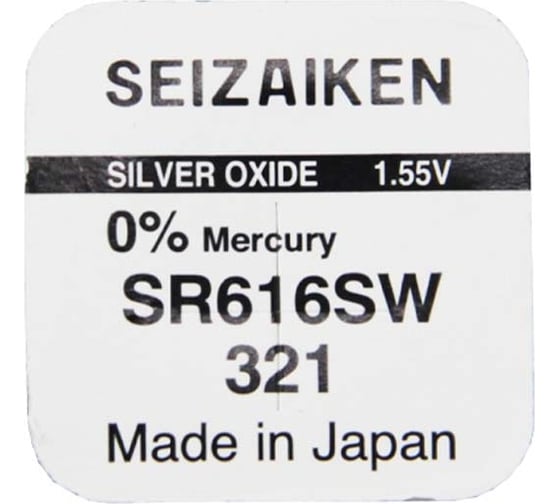 SEIZAIKEN
SILVER OXIDE 1.55V
0% Mercury
SR616SW
321
Made in Japan